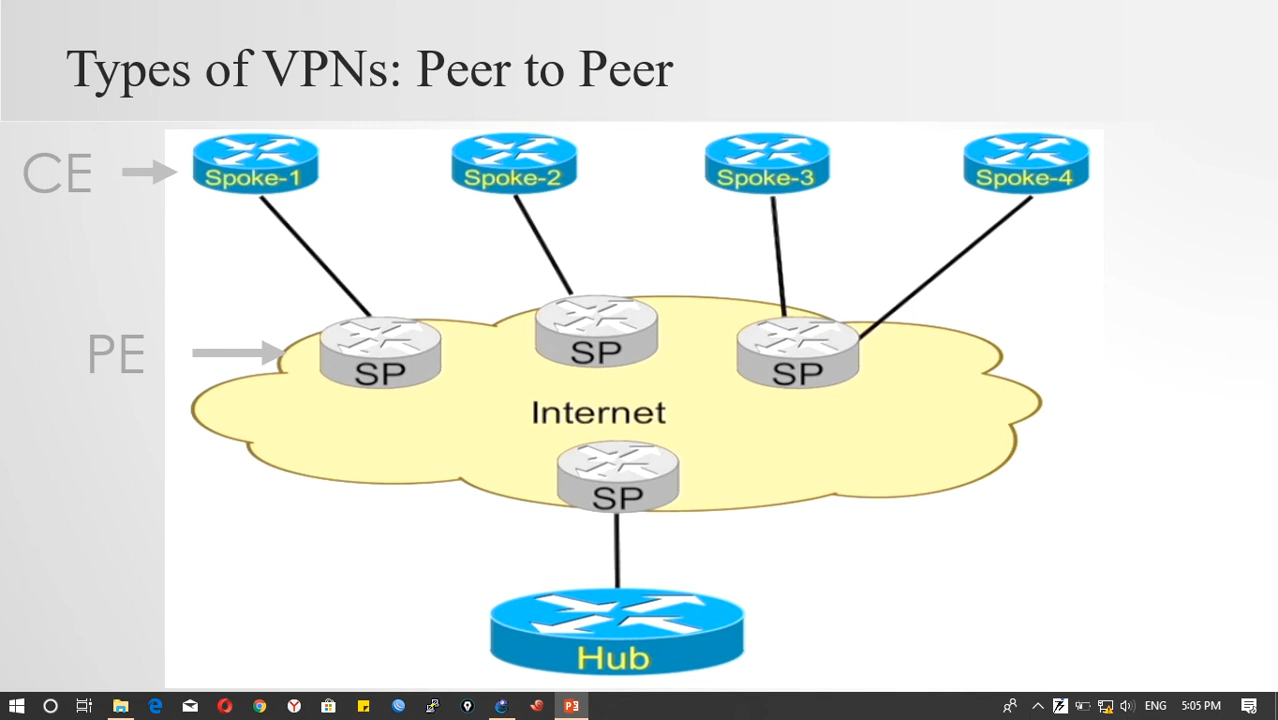 Types of VPNs: Peer to Peer
CE
Spoke-1
Spoke-2
Spoke-3
Spoke-4
PE
SP
SP
SP
Internet
SP
Hub
ENG
5:05 PM